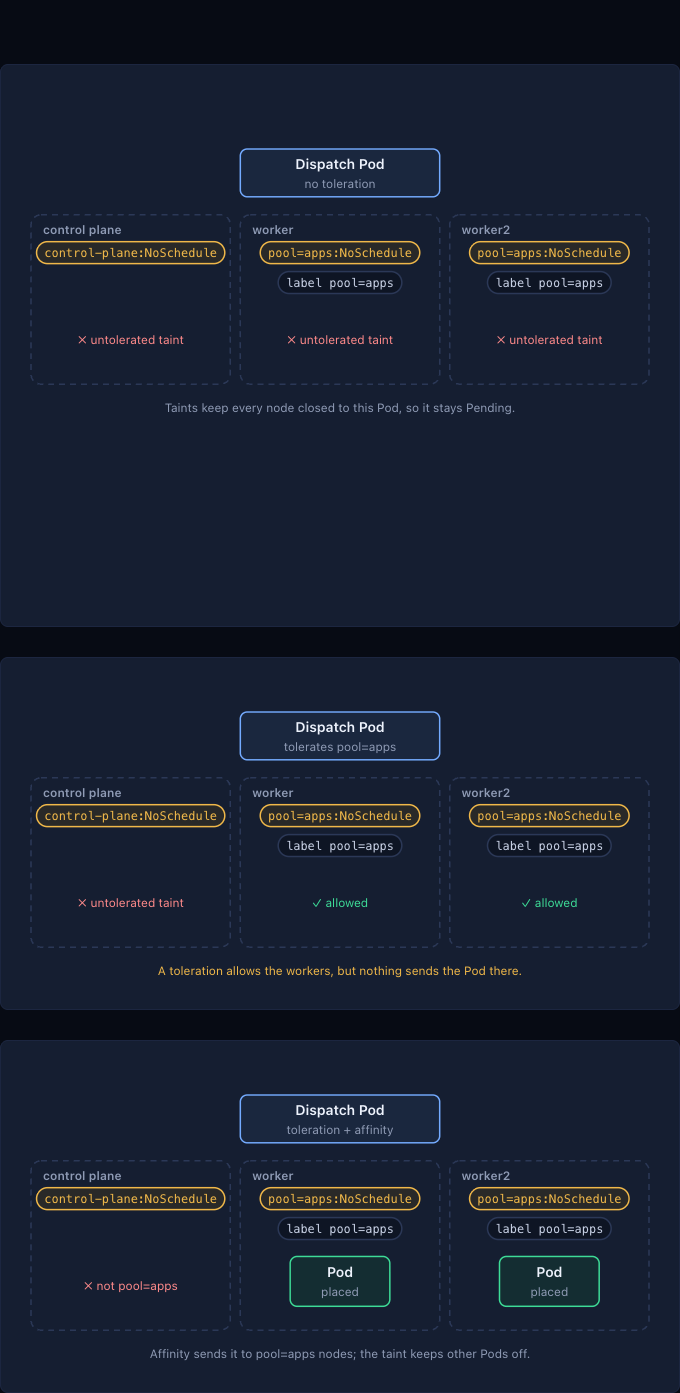 Dispatch Pod
no toleration
control plane
control-plane:NoSchedule
✕ untolerated taint
worker
pool=apps:NoSchedule
label pool=apps
✕ untolerated taint
worker2
pool=apps:NoSchedule
label pool=apps
✕ untolerated taint
Taints keep every node closed to this Pod, so it stays Pending.
Dispatch Pod
tolerates pool=apps
control plane
control-plane:NoSchedule
✕ untolerated taint
worker
pool=apps:NoSchedule
label pool=apps
✓ allowed
worker2
pool=apps:NoSchedule
label pool=apps
✓ allowed
A toleration allows the workers, but nothing sends the Pod there.
Dispatch Pod
toleration + affinity
control plane
control-plane:NoSchedule
✕ not pool=apps
worker
pool=apps:NoSchedule
label pool=apps
Pod
placed
worker2
pool=apps:NoSchedule
label pool=apps
Pod
placed
Affinity sends it to pool=apps nodes; the taint keeps other Pods off.